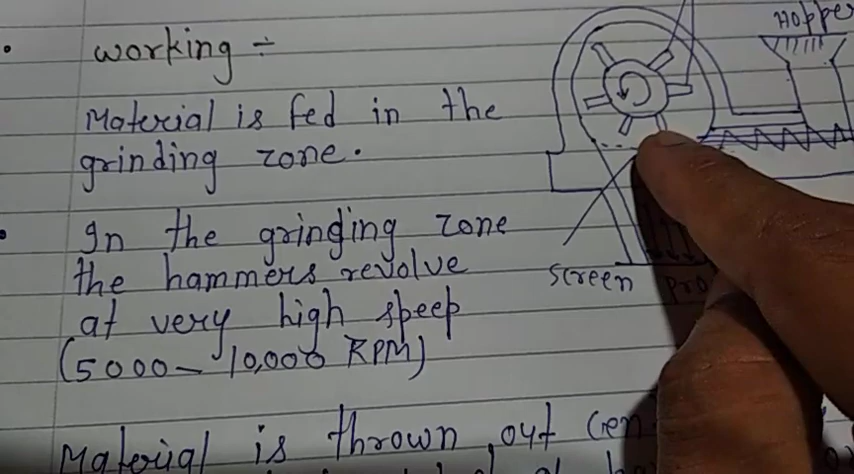 working ÷
Material is fed in the
grinding zone.
In the grinding zone
the hammers revolve
at very high speep
(5000 - 10,000 RPM)
Material is thrown out
Hopper
Screen